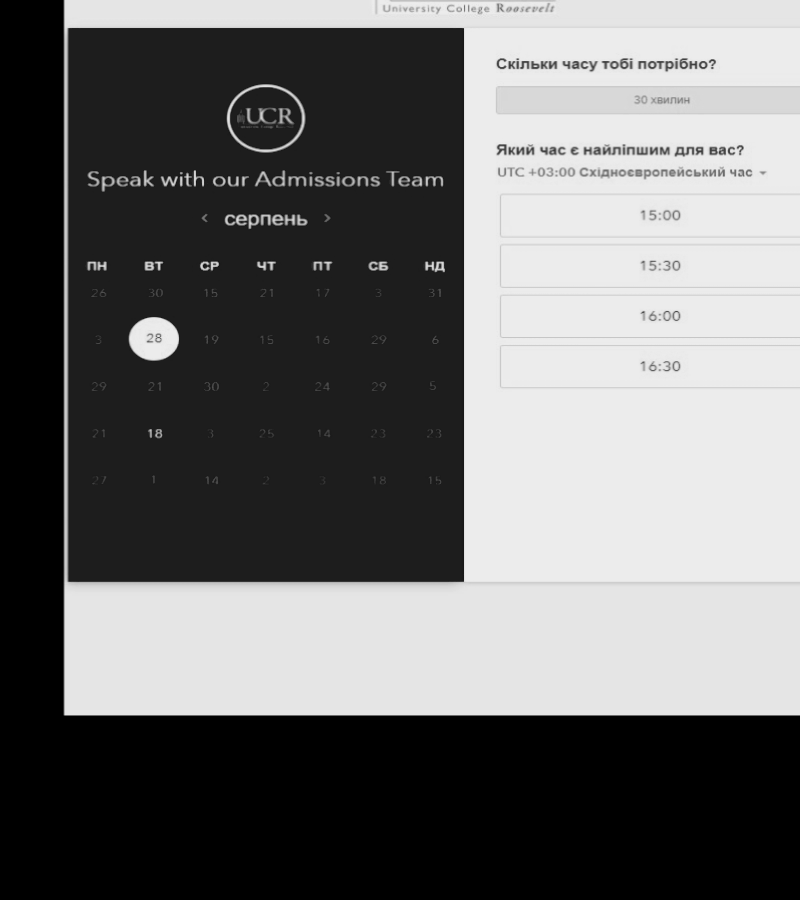 University College Roosevelt
UCR
Speak with our Admissions Team
‹ серпень ›
ПН ВТ СР ЧТ ПТ СБ НД
26 30 15 21 17 3 31
3 28 19 15 16 29 6
29 21 30 2 24 29 5
21 18 3 25 14 23 23
27 1 14 2 3 18 15
Скільки часу тобі потрібно?
30 хвилин
Який час є найліпшим для вас?
UTC +03:00 Східноєвропейський час
15:00
15:30
16:00
16:30